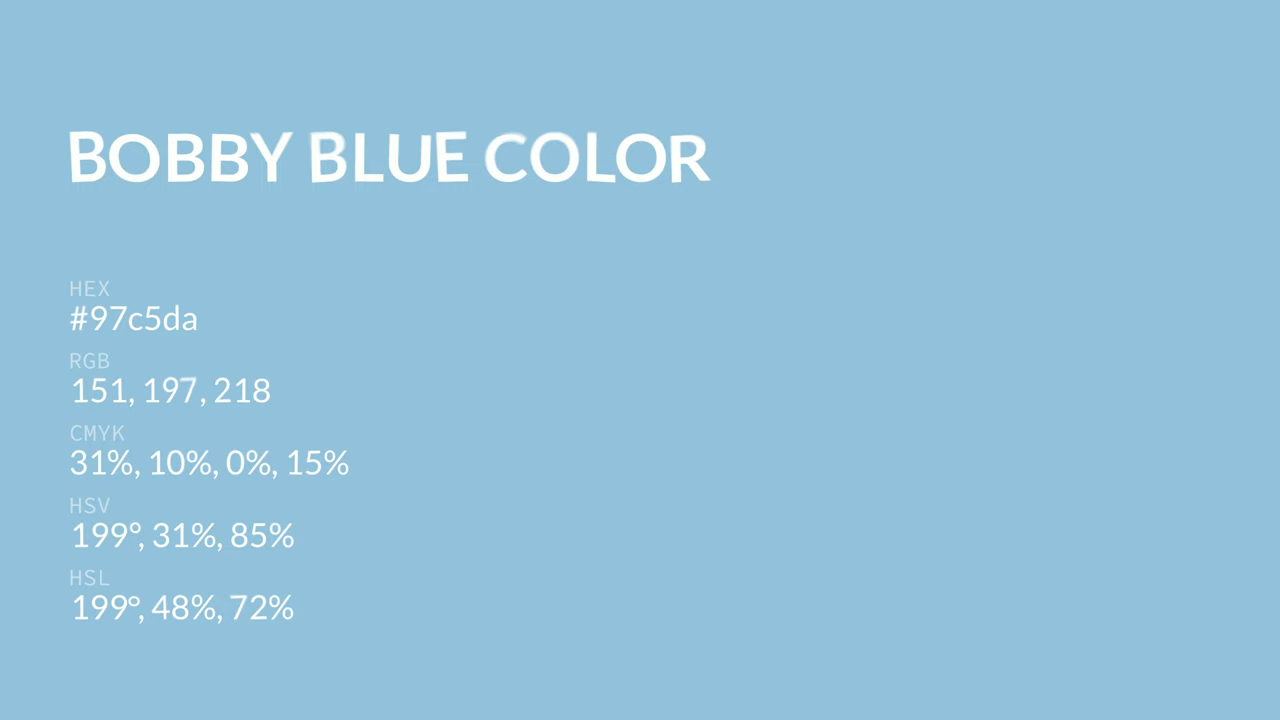 BOBBY BLUE COLOR
HEX
#97c5da
RGB
151, 197, 218
CMYK
31%, 10%, 0%, 15%
HSV
199°, 31%, 85%
HSL
199°, 48%, 72%